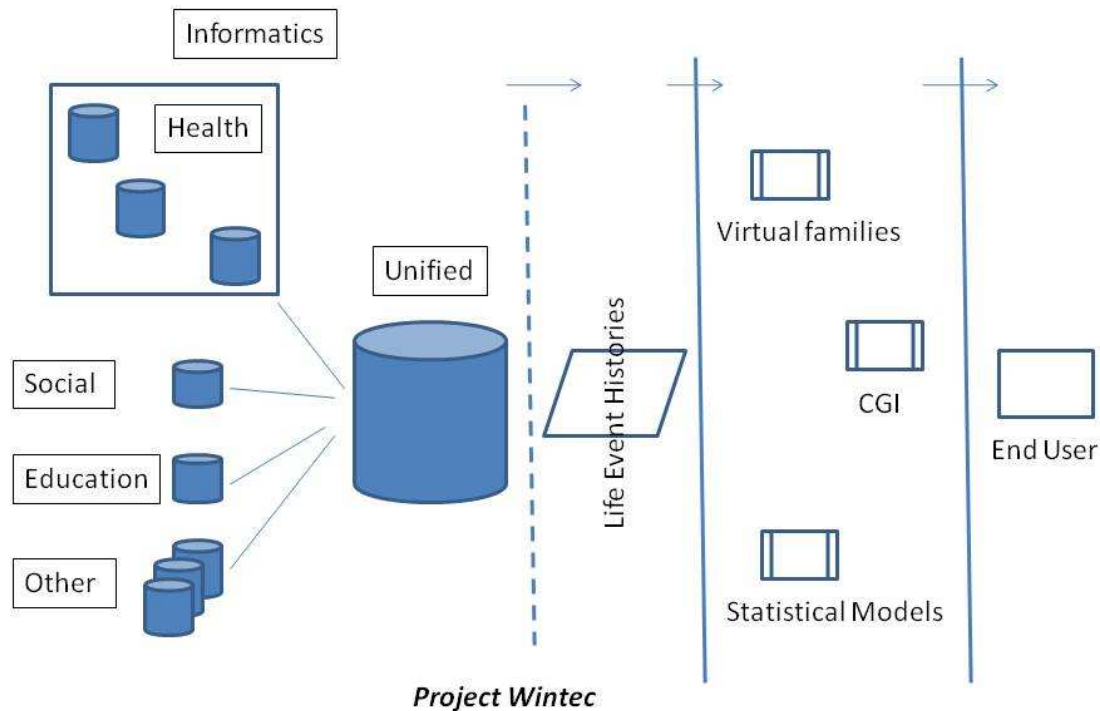 Informatics
Health
Unified
Social
Education
Other
Life Event Histories
Virtual families
CGI
Statistical Models
End User
Project Wintec